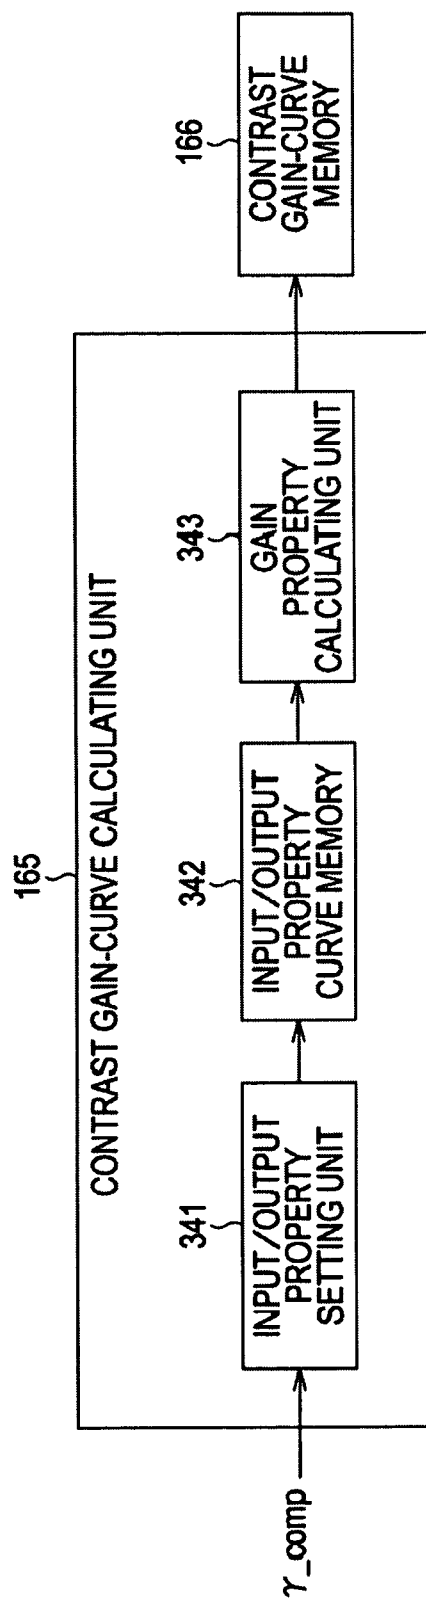 165
CONTRAST GAIN-CURVE CALCULATING UNIT
γ_comp
341
INPUT/OUTPUT
PROPERTY
SETTING UNIT
342
INPUT/OUTPUT
PROPERTY
CURVE MEMORY
343
GAIN
PROPERTY
CALCULATING UNIT
166
CONTRAST
GAIN-CURVE
MEMORY